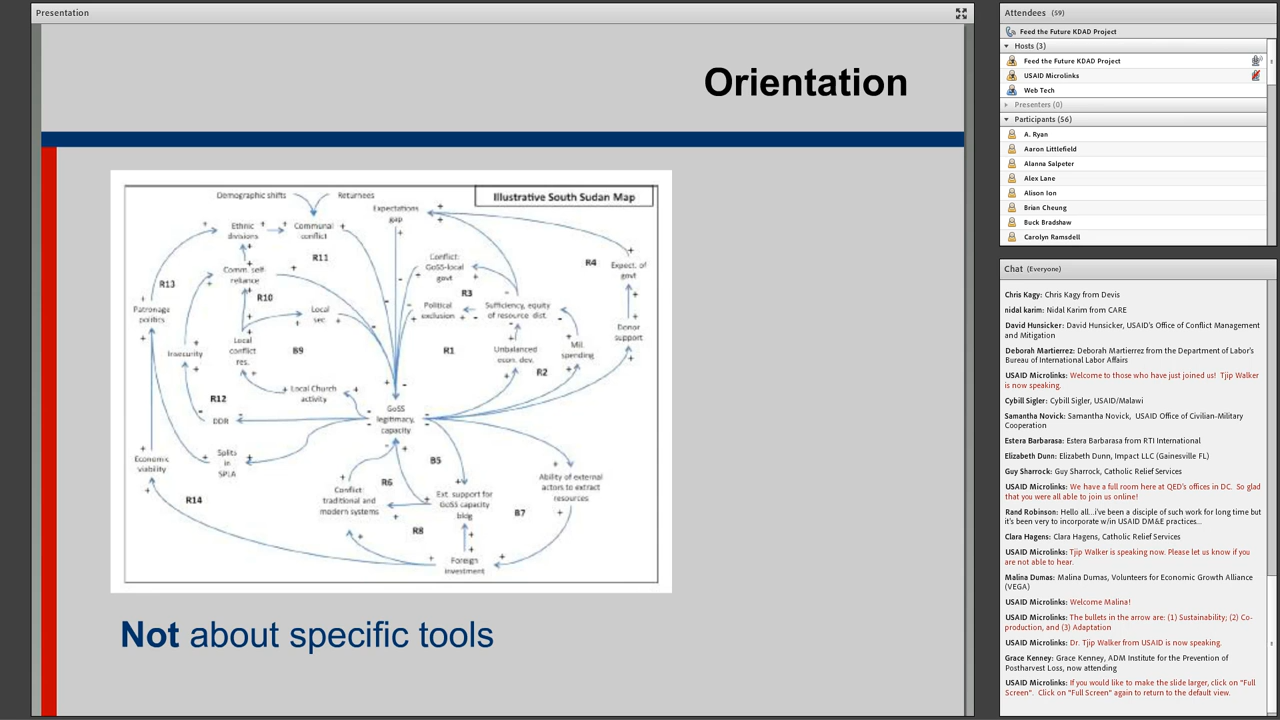 Presentation
Orientation
Illustrative South Sudan Map
Demographic shifts
Returnees
Expectations
gap
Ethnic
divisions
Communal
conflict
R11
Conflict:
GoSS-local
govt
R4
Expect. of
govt
Comm. self-
reliance
R13
R10
R3
Patronage
politics
Local
sec
Political
exclusion
Sufficiency, equity
of resource dist.
Donor
support
Insecurity
Local
conflict
res.
B9
R1
Unbalanced
econ. dev.
Mil.
spending
R2
R12
Local Church
activity
DDR
GoSS
legitimacy,
capacity
Economic
viability
Splits
in
SPLA
B5
R6
R14
Conflict:
traditional and
modern systems
Ext. support for
GoSS capacity
bldg
Ability of external
actors to extract
resources
R8
B7
Foreign
investment
Not about specific tools
Attendees (59)
Feed the Future KDAD Project
Hosts (3)
Feed the Future KDAD Project
USAID Microlinks
Web Tech
Presenters (0)
Participants (56)
A. Ryan
Aaron Littlefield
Alanna Salpeter
Alex Lane
Alison Ion
Brian Cheung
Buck Bradshaw
Carolyn Ramsdell
Chat (Everyone)
Chris Kagy: Chris Kagy from Devis
nidal karim: Nidal Karim from CARE
David Hunsicker: David Hunsicker, USAID's Office of Conflict Management
and Mitigation
Deborah Martierrez: Deborah Martierrez from the Department of Labor's
Bureau of International Labor Affairs
USAID Microlinks: Welcome to those who have just joined us! Tjip Walker
is now speaking.
Cybill Sigler: Cybill Sigler, USAID/Malawi
Samantha Novick: Samantha Novick, USAID Office of Civilian-Military
Cooperation
Estera Barbarasa: Estera Barbarasa from RTI International
Elizabeth Dunn: Elizabeth Dunn, Impact LLC (Gainesville FL)
Guy Sharrock: Guy Sharrock, Catholic Relief Services
USAID Microlinks: We have a full room here at QED's offices in DC. So glad
that you were all able to join us online!
Rand Robinson: Hello all...i've been a disciple of such work for long time but
it's been very to incorporate w/in USAID DM&E practices...
Clara Hagens: Clara Hagens, Catholic Relief Services
USAID Microlinks: Tjip Walker is speaking now. Please let us know if you
are not able to hear.
Malina Dumas: Malina Dumas, Volunteers for Economic Growth Alliance
(VEGA)
USAID Microlinks: Welcome Malina!
USAID Microlinks: The bullets in the arrow are: (1) Sustainability; (2) Co-
production, and (3) Adaptation
USAID Microlinks: Dr. Tjip Walker from USAID is now speaking.
Grace Kenney: Grace Kenney, ADM Institute for the Prevention of
Postharvest Loss, now attending
USAID Microlinks: If you would like to make the slide larger, click on "Full
Screen". Click on "Full Screen" again to return to the default view.